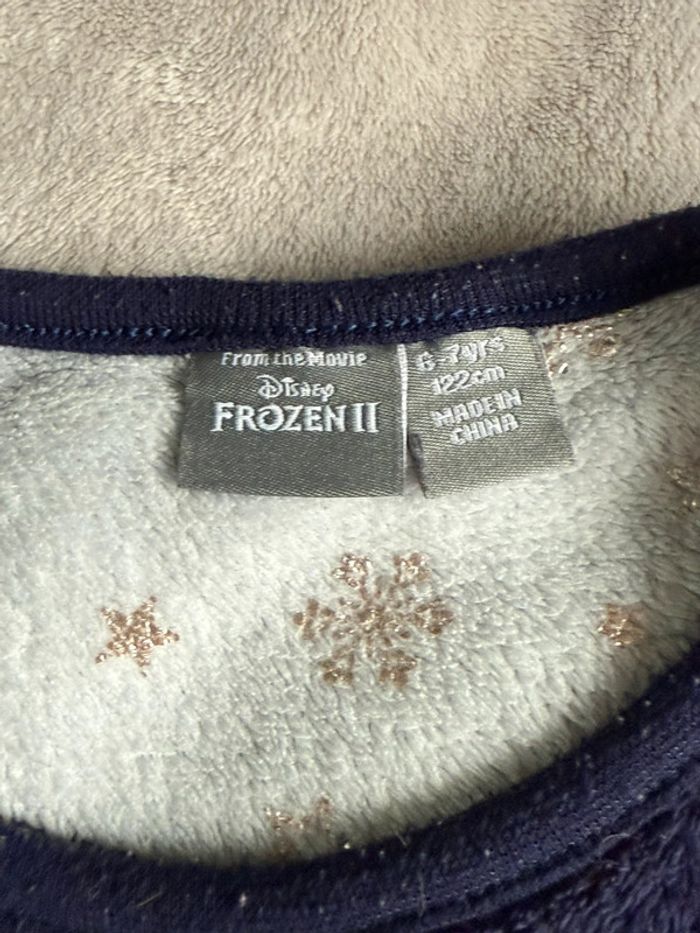 From the Movie
Disney
FROZEN II
6-7yrs
122cm
MADE IN
CHINA